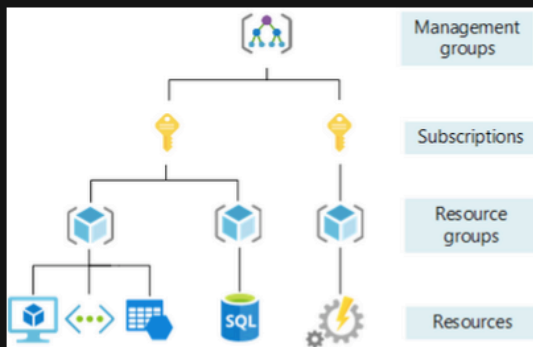 Management
groups
Subscriptions
Resource
groups
SQL
Resources